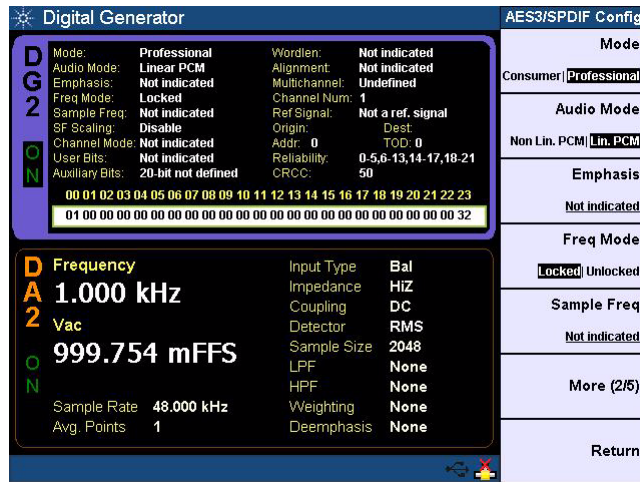 Digital Generator
AES3/SPDIF Config
DG2 ON
Mode: Professional Wordlen: Not indicated
Audio Mode: Linear PCM Alignment: Not indicated
Emphasis: Not indicated Multichannel: Undefined
Freq Mode: Locked Channel Num: 1
Sample Freq: Not indicated Ref Signal: Not a ref. signal
SF Scaling: Disable Origin: Dest:
Channel Mode: Not indicated Addr: 0 TOD: 0
User Bits: Not indicated Reliability: 0-5,6-13,14-17,18-21
Auxiliary Bits: 20-bit not defined CRCC: 50
00 01 02 03 04 05 06 07 08 09 10 11 12 13 14 15 16 17 18 19 20 21 22 23
01 00 00 00 00 00 00 00 00 00 00 00 00 00 00 00 00 00 00 00 00 00 00 32
DA2 ON
Frequency
1.000 kHz
Vac
999.754 mFFS
Sample Rate 48.000 kHz
Avg. Points 1
Input Type Bal
Impedance HiZ
Coupling DC
Detector RMS
Sample Size 2048
LPF None
HPF None
Weighting None
Deemphasis None
Mode
Consumer| Professional
Audio Mode
Non Lin. PCM| Lin. PCM
Emphasis
Not indicated
Freq Mode
Locked| Unlocked
Sample Freq
Not indicated
More (2/5)
Return